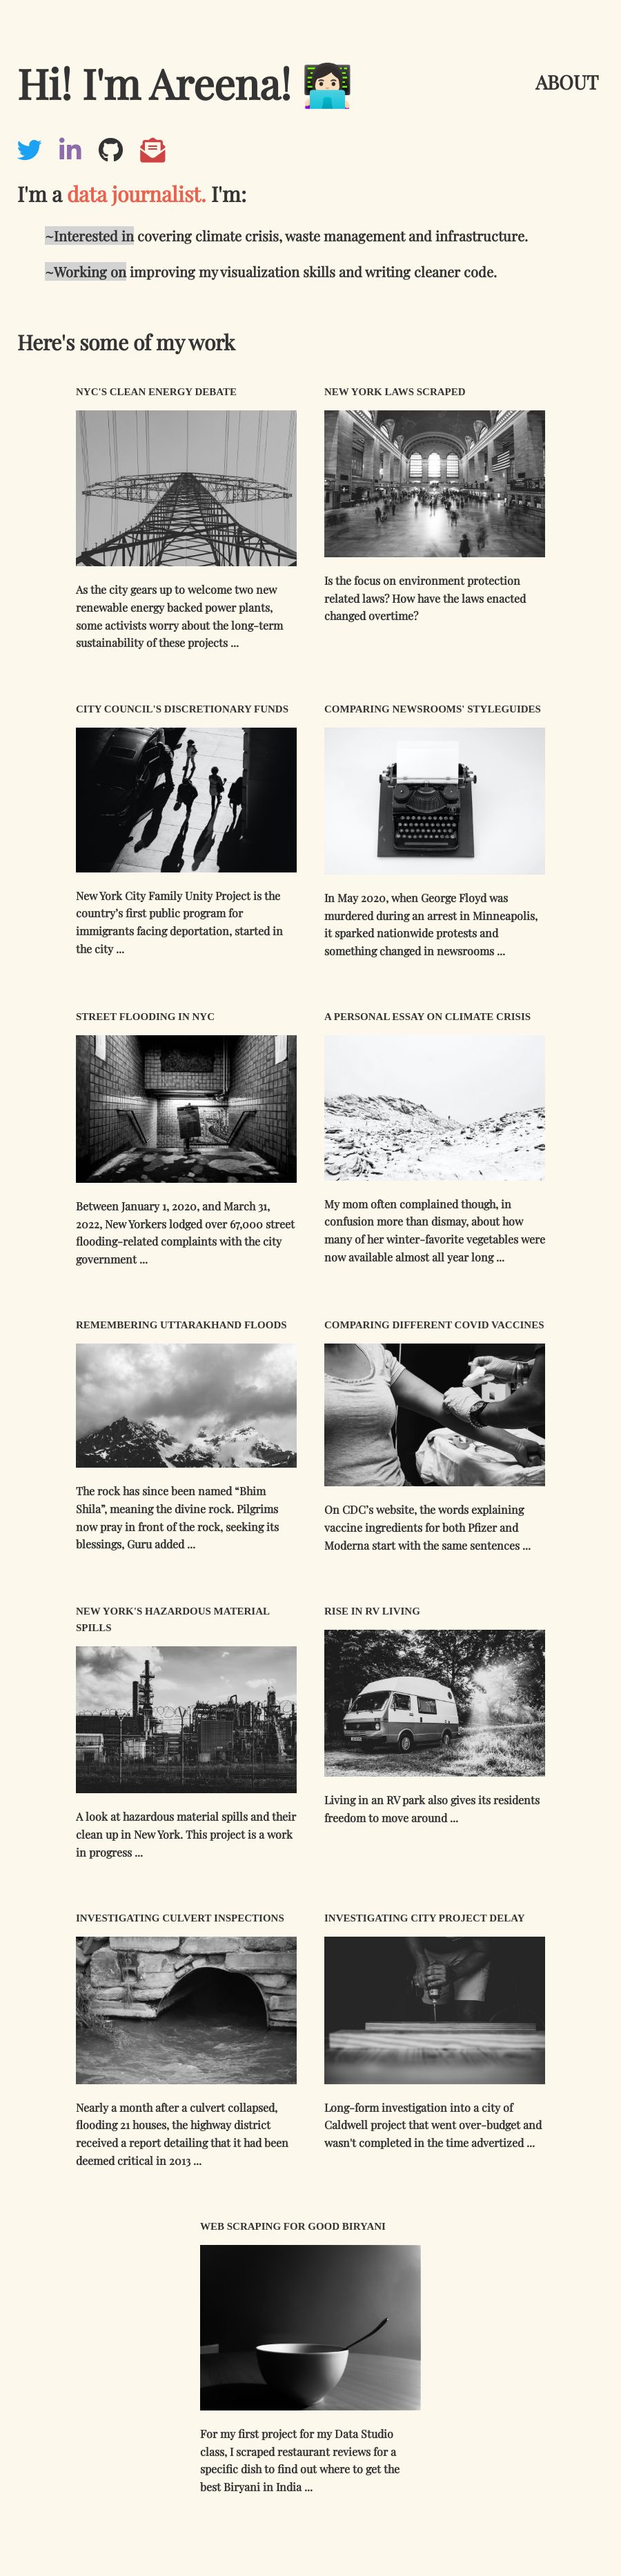 Hi! I'm Areena!
ABOUT
I'm a data journalist. I'm:
~Interested in covering climate crisis, waste management and infrastructure.
~Working on improving my visualization skills and writing cleaner code.
Here's some of my work
NYC'S CLEAN ENERGY DEBATE
As the city gears up to welcome two new
renewable energy backed power plants,
some activists worry about the long-term
sustainability of these projects ...
NEW YORK LAWS SCRAPED
Is the focus on environment protection
related laws? How have the laws enacted
changed overtime?
CITY COUNCIL'S DISCRETIONARY FUNDS
New York City Family Unity Project is the
country's first public program for
immigrants facing deportation, started in
the city ...
COMPARING NEWSROOMS' STYLEGUIDES
In May 2020, when George Floyd was
murdered during an arrest in Minneapolis,
it sparked nationwide protests and
something changed in newsrooms ...
STREET FLOODING IN NYC
Between January 1, 2020, and March 31,
2022, New Yorkers lodged over 67,000 street
flooding-related complaints with the city
government ...
A PERSONAL ESSAY ON CLIMATE CRISIS
My mom often complained though, in
confusion more than dismay, about how
many of her winter-favorite vegetables were
now available almost all year long ...
REMEMBERING UTTARAKHAND FLOODS
The rock has since been named “Bhim
Shila”, meaning the divine rock. Pilgrims
now pray in front of the rock, seeking its
blessings, Guru added ...
COMPARING DIFFERENT COVID VACCINES
On CDC's website, the words explaining
vaccine ingredients for both Pfizer and
Moderna start with the same sentences ...
NEW YORK'S HAZARDOUS MATERIAL
SPILLS
A look at hazardous material spills and their
clean up in New York. This project is a work
in progress ...
RISE IN RV LIVING
Living in an RV park also gives its residents
freedom to move around ...
INVESTIGATING CULVERT INSPECTIONS
Nearly a month after a culvert collapsed,
flooding 21 houses, the highway district
received a report detailing that it had been
deemed critical in 2013 ...
INVESTIGATING CITY PROJECT DELAY
Long-form investigation into a city of
Caldwell project that went over-budget and
wasn't completed in the time advertized ...
WEB SCRAPING FOR GOOD BIRYANI
For my first project for my Data Studio
class, I scraped restaurant reviews for a
specific dish to find out where to get the
best Biryani in India ...